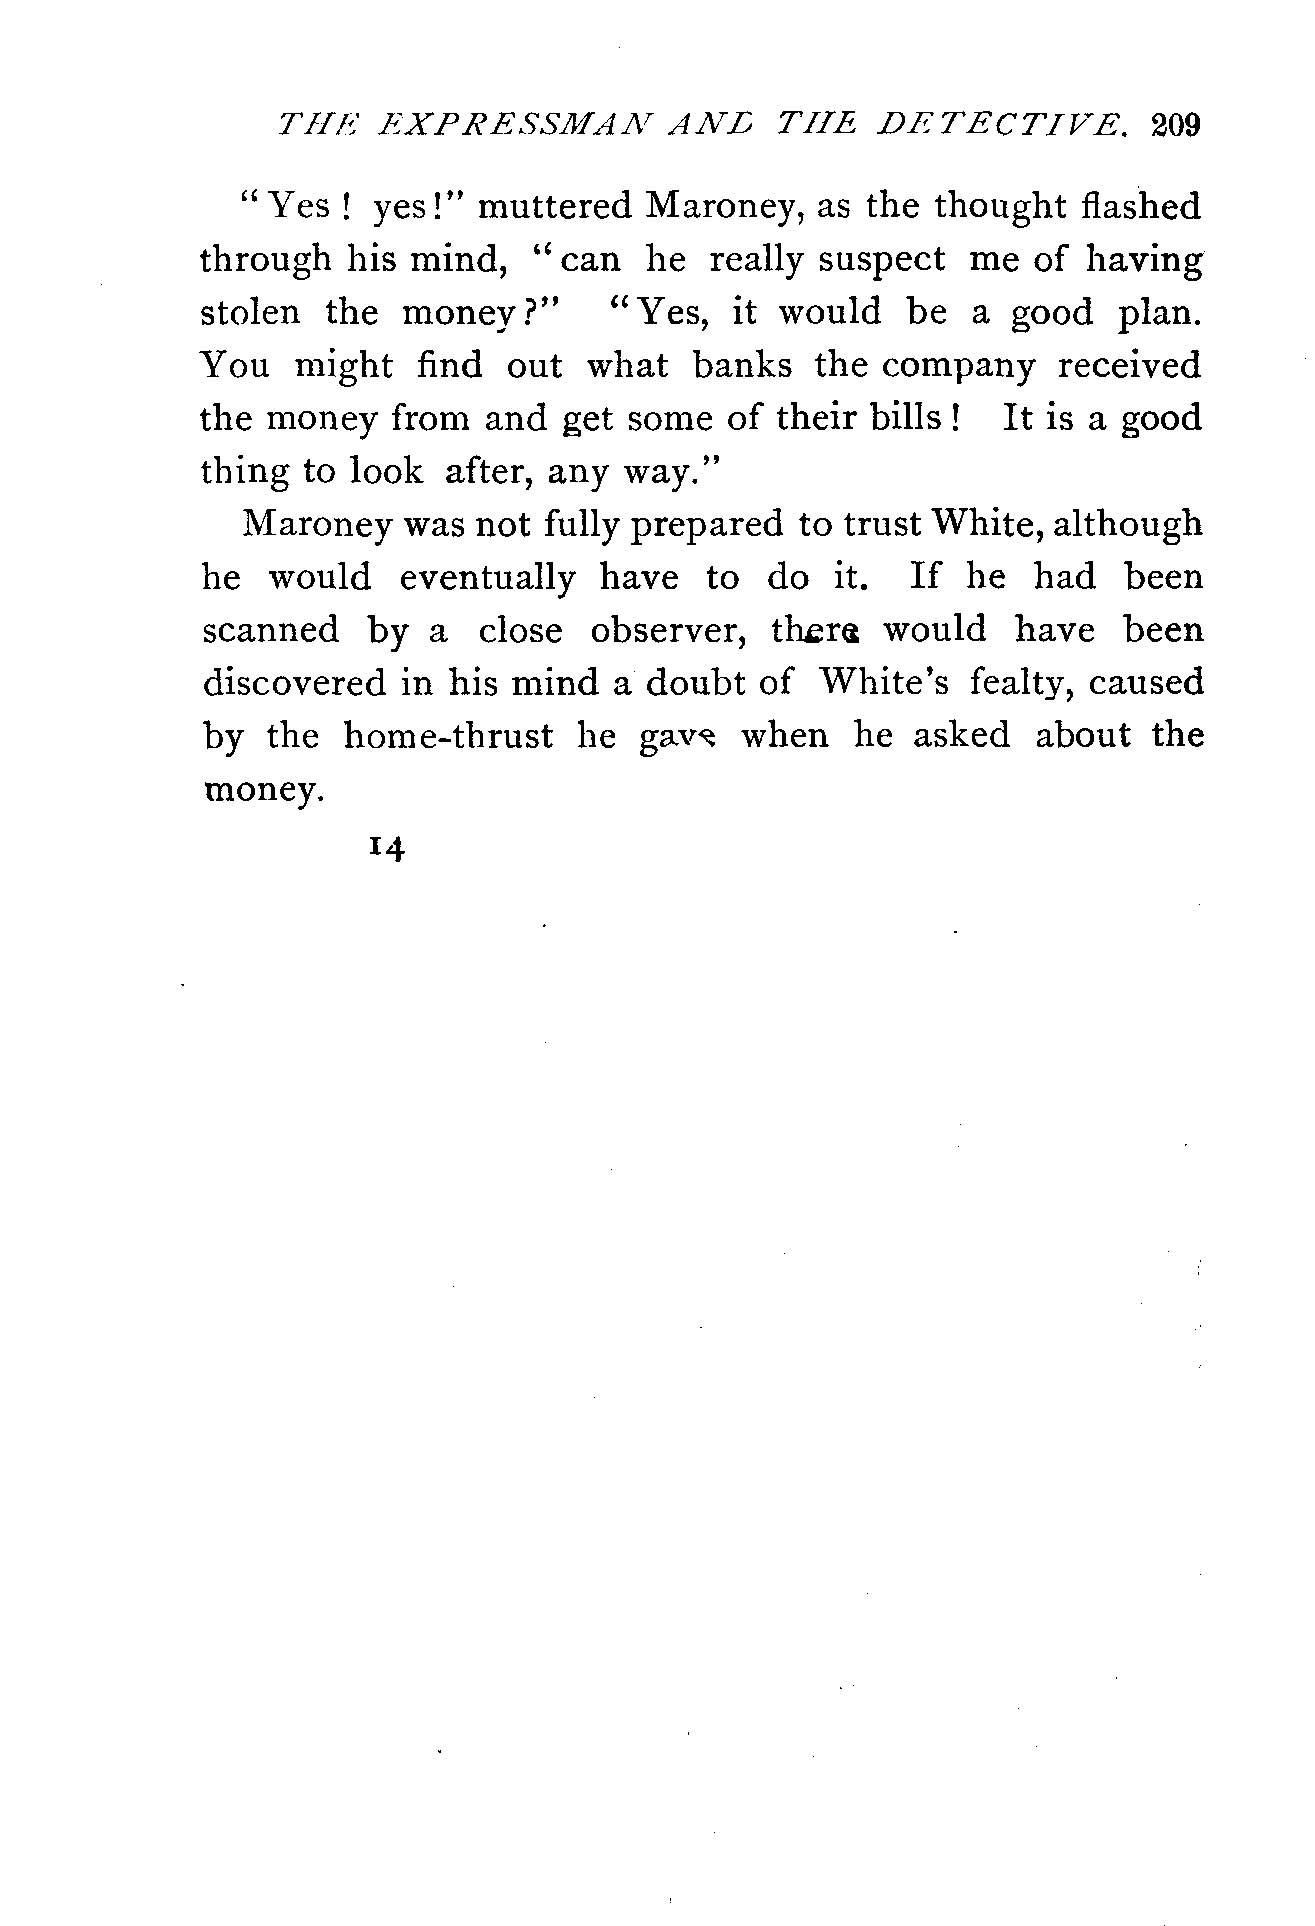 THE EXPRESSMAN AND THE DETECTIVE. 209
"Yes! yes!" muttered Maroney, as the thought flashed
through his mind, "can he really suspect me of having
stolen the money?" "Yes, it would be a good plan.
You might find out what banks the company received
the money from and get some of their bills! It is a good
thing to look after, any way."
Maroney was not fully prepared to trust White, although
he would eventually have to do it. If he had been
scanned by a close observer, there would have been
discovered in his mind a doubt of White's fealty, caused
by the home-thrust he gave when he asked about the
money.
14